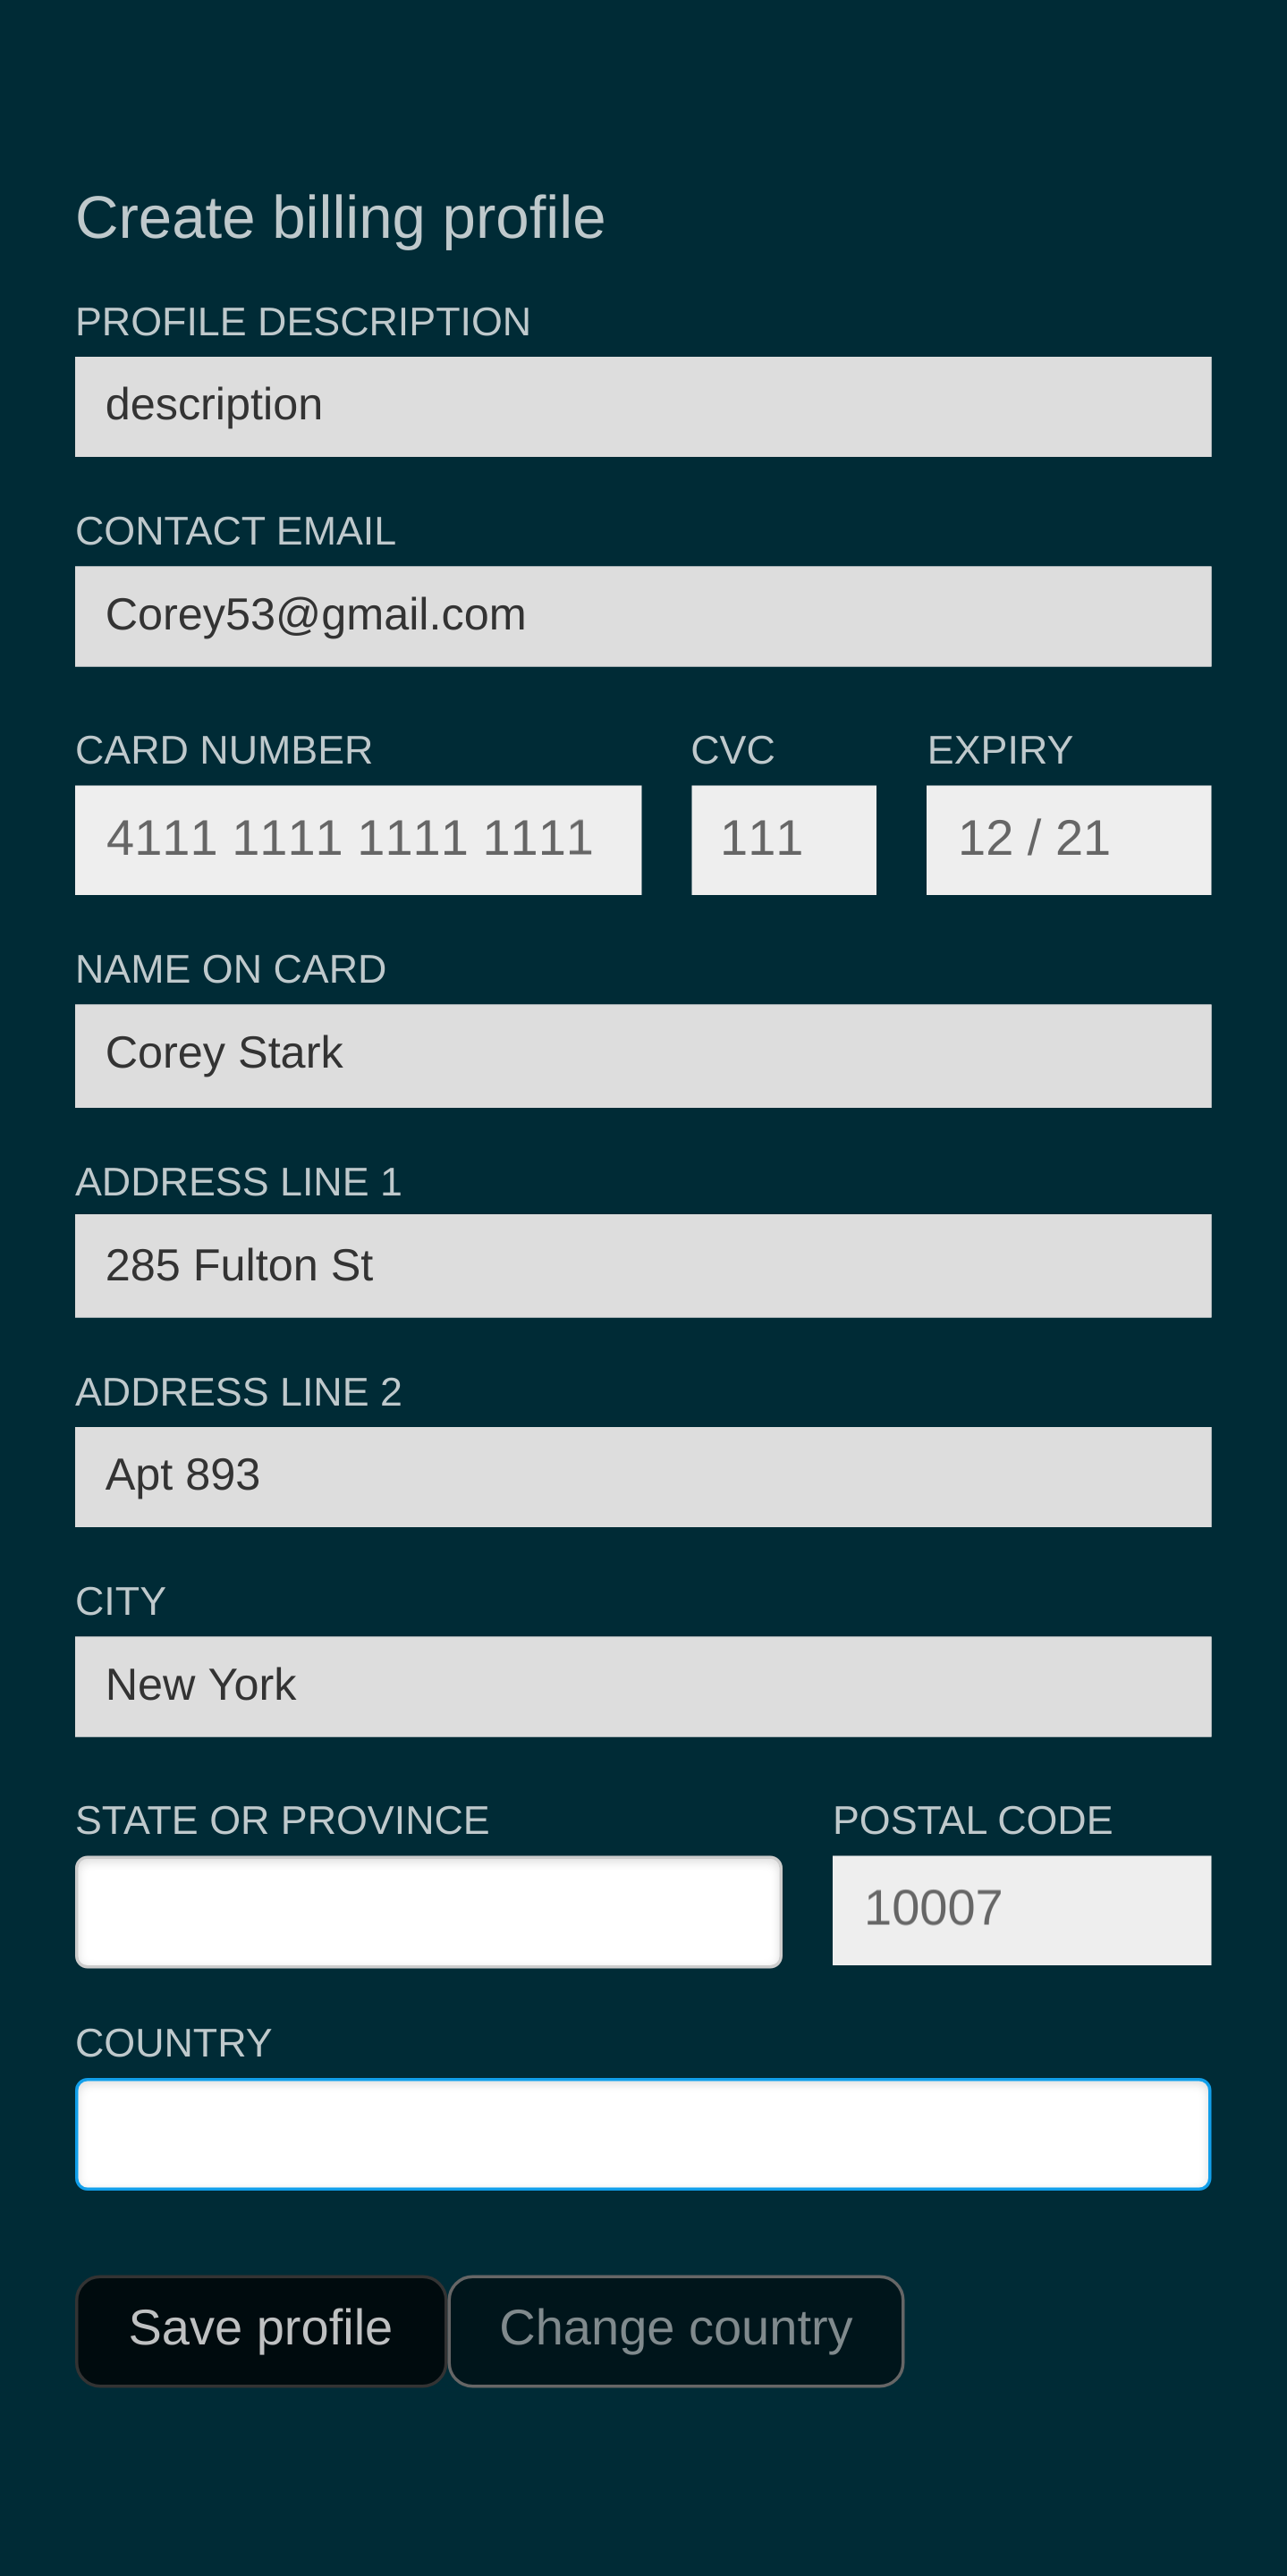 Create billing profile
PROFILE DESCRIPTION
description
CONTACT EMAIL
Corey53@gmail.com
CARD NUMBER CVC EXPIRY
4111 1111 1111 1111 111 12 / 21
NAME ON CARD
Corey Stark
ADDRESS LINE 1
285 Fulton St
ADDRESS LINE 2
Apt 893
CITY
New York
STATE OR PROVINCE POSTAL CODE
10007
COUNTRY
Save profile Change country